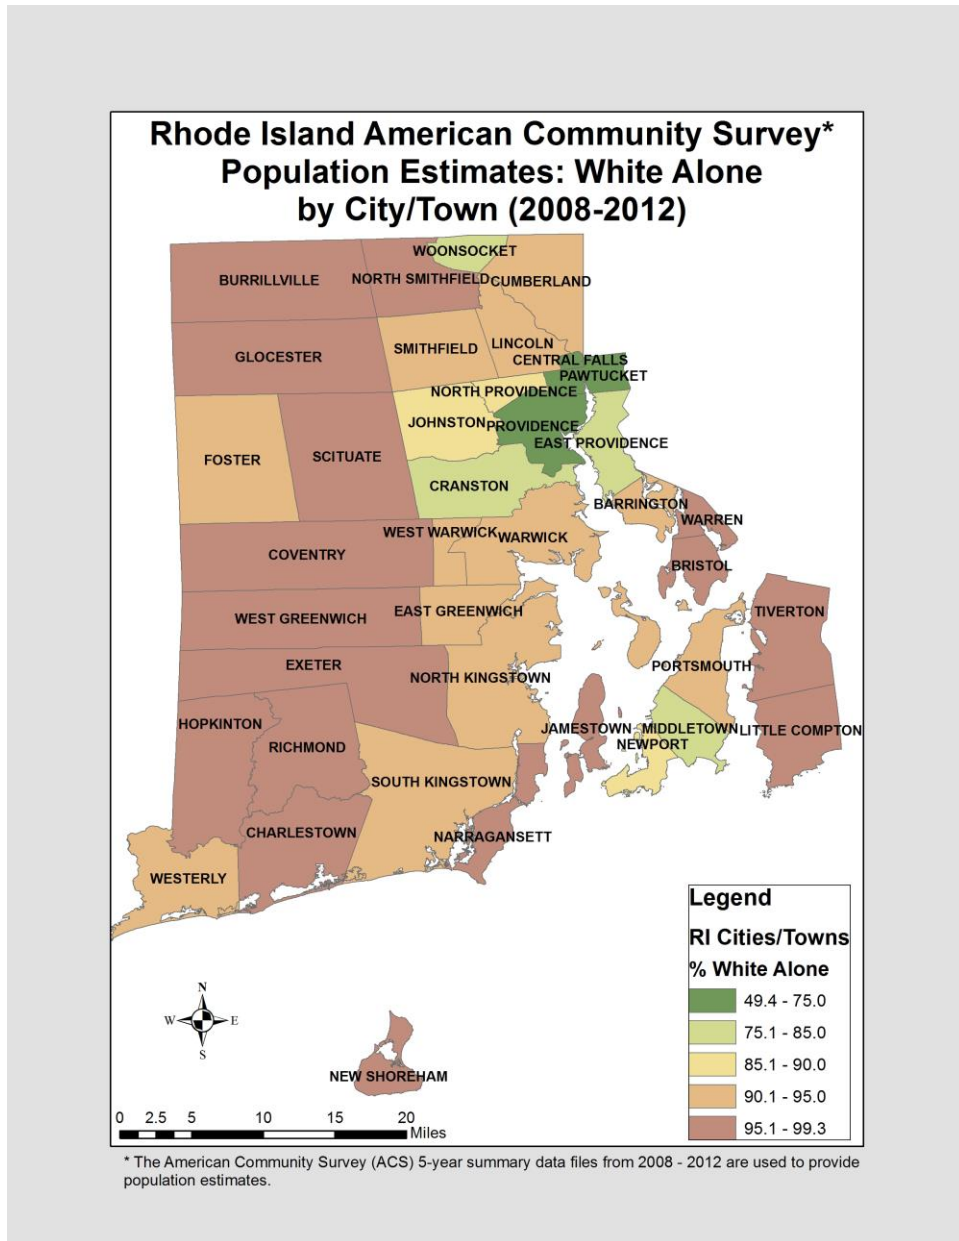 Rhode Island American Community Survey*
Population Estimates: White Alone
by City/Town (2008-2012)
WOONSOCKET
BURRILLVILLE
NORTH SMITHFIELD
CUMBERLAND
GLOCESTER
SMITHFIELD
LINCOLN
CENTRAL FALLS
PAWTUCKET
NORTH PROVIDENCE
JOHNSTON
PROVIDENCE
EAST PROVIDENCE
FOSTER
SCITUATE
CRANSTON
BARRINGTON
WARREN
WEST WARWICK
WARWICK
COVENTRY
BRISTOL
WEST GREENWICH
EAST GREENWICH
TIVERTON
EXETER
PORTSMOUTH
NORTH KINGSTOWN
HOPKINTON
JAMESTOWN
MIDDLETOWN
LITTLE COMPTON
RICHMOND
NEWPORT
SOUTH KINGSTOWN
CHARLESTOWN
NARRAGANSETT
WESTERLY
Legend
RI Cities/Towns
% White Alone
49.4 - 75.0
75.1 - 85.0
85.1 - 90.0
90.1 - 95.0
95.1 - 99.3
N
W
E
S
NEW SHOREHAM
0 2.5 5 10 15 20
Miles
* The American Community Survey (ACS) 5-year summary data files from 2008 - 2012 are used to provide
population estimates.